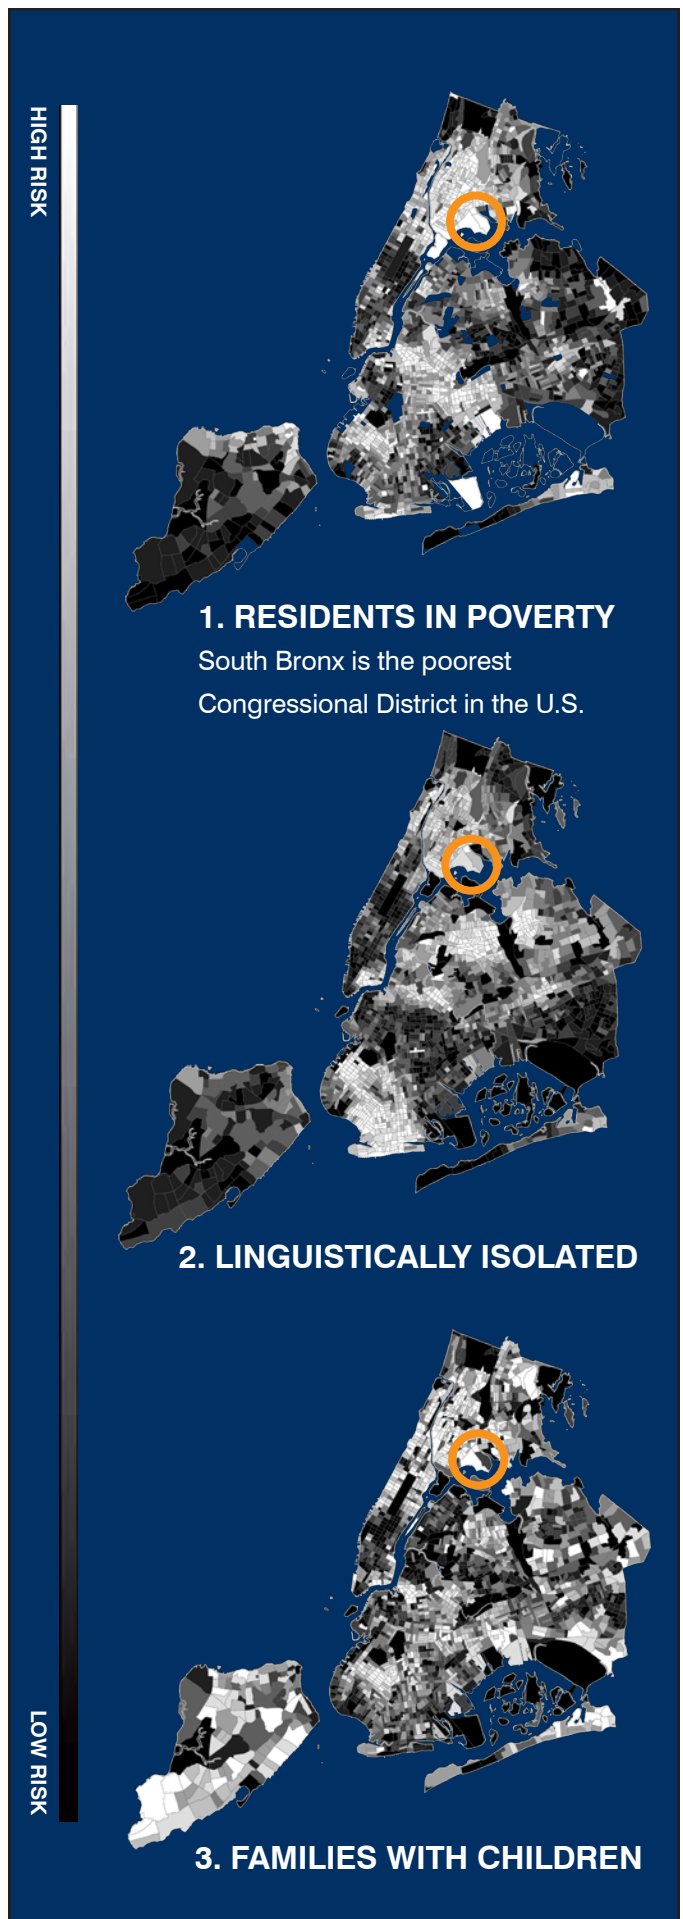 HIGH RISK
1. RESIDENTS IN POVERTY
South Bronx is the poorest
Congressional District in the U.S.
2. LINGUISTICALLY ISOLATED
LOW RISK
3. FAMILIES WITH CHILDREN